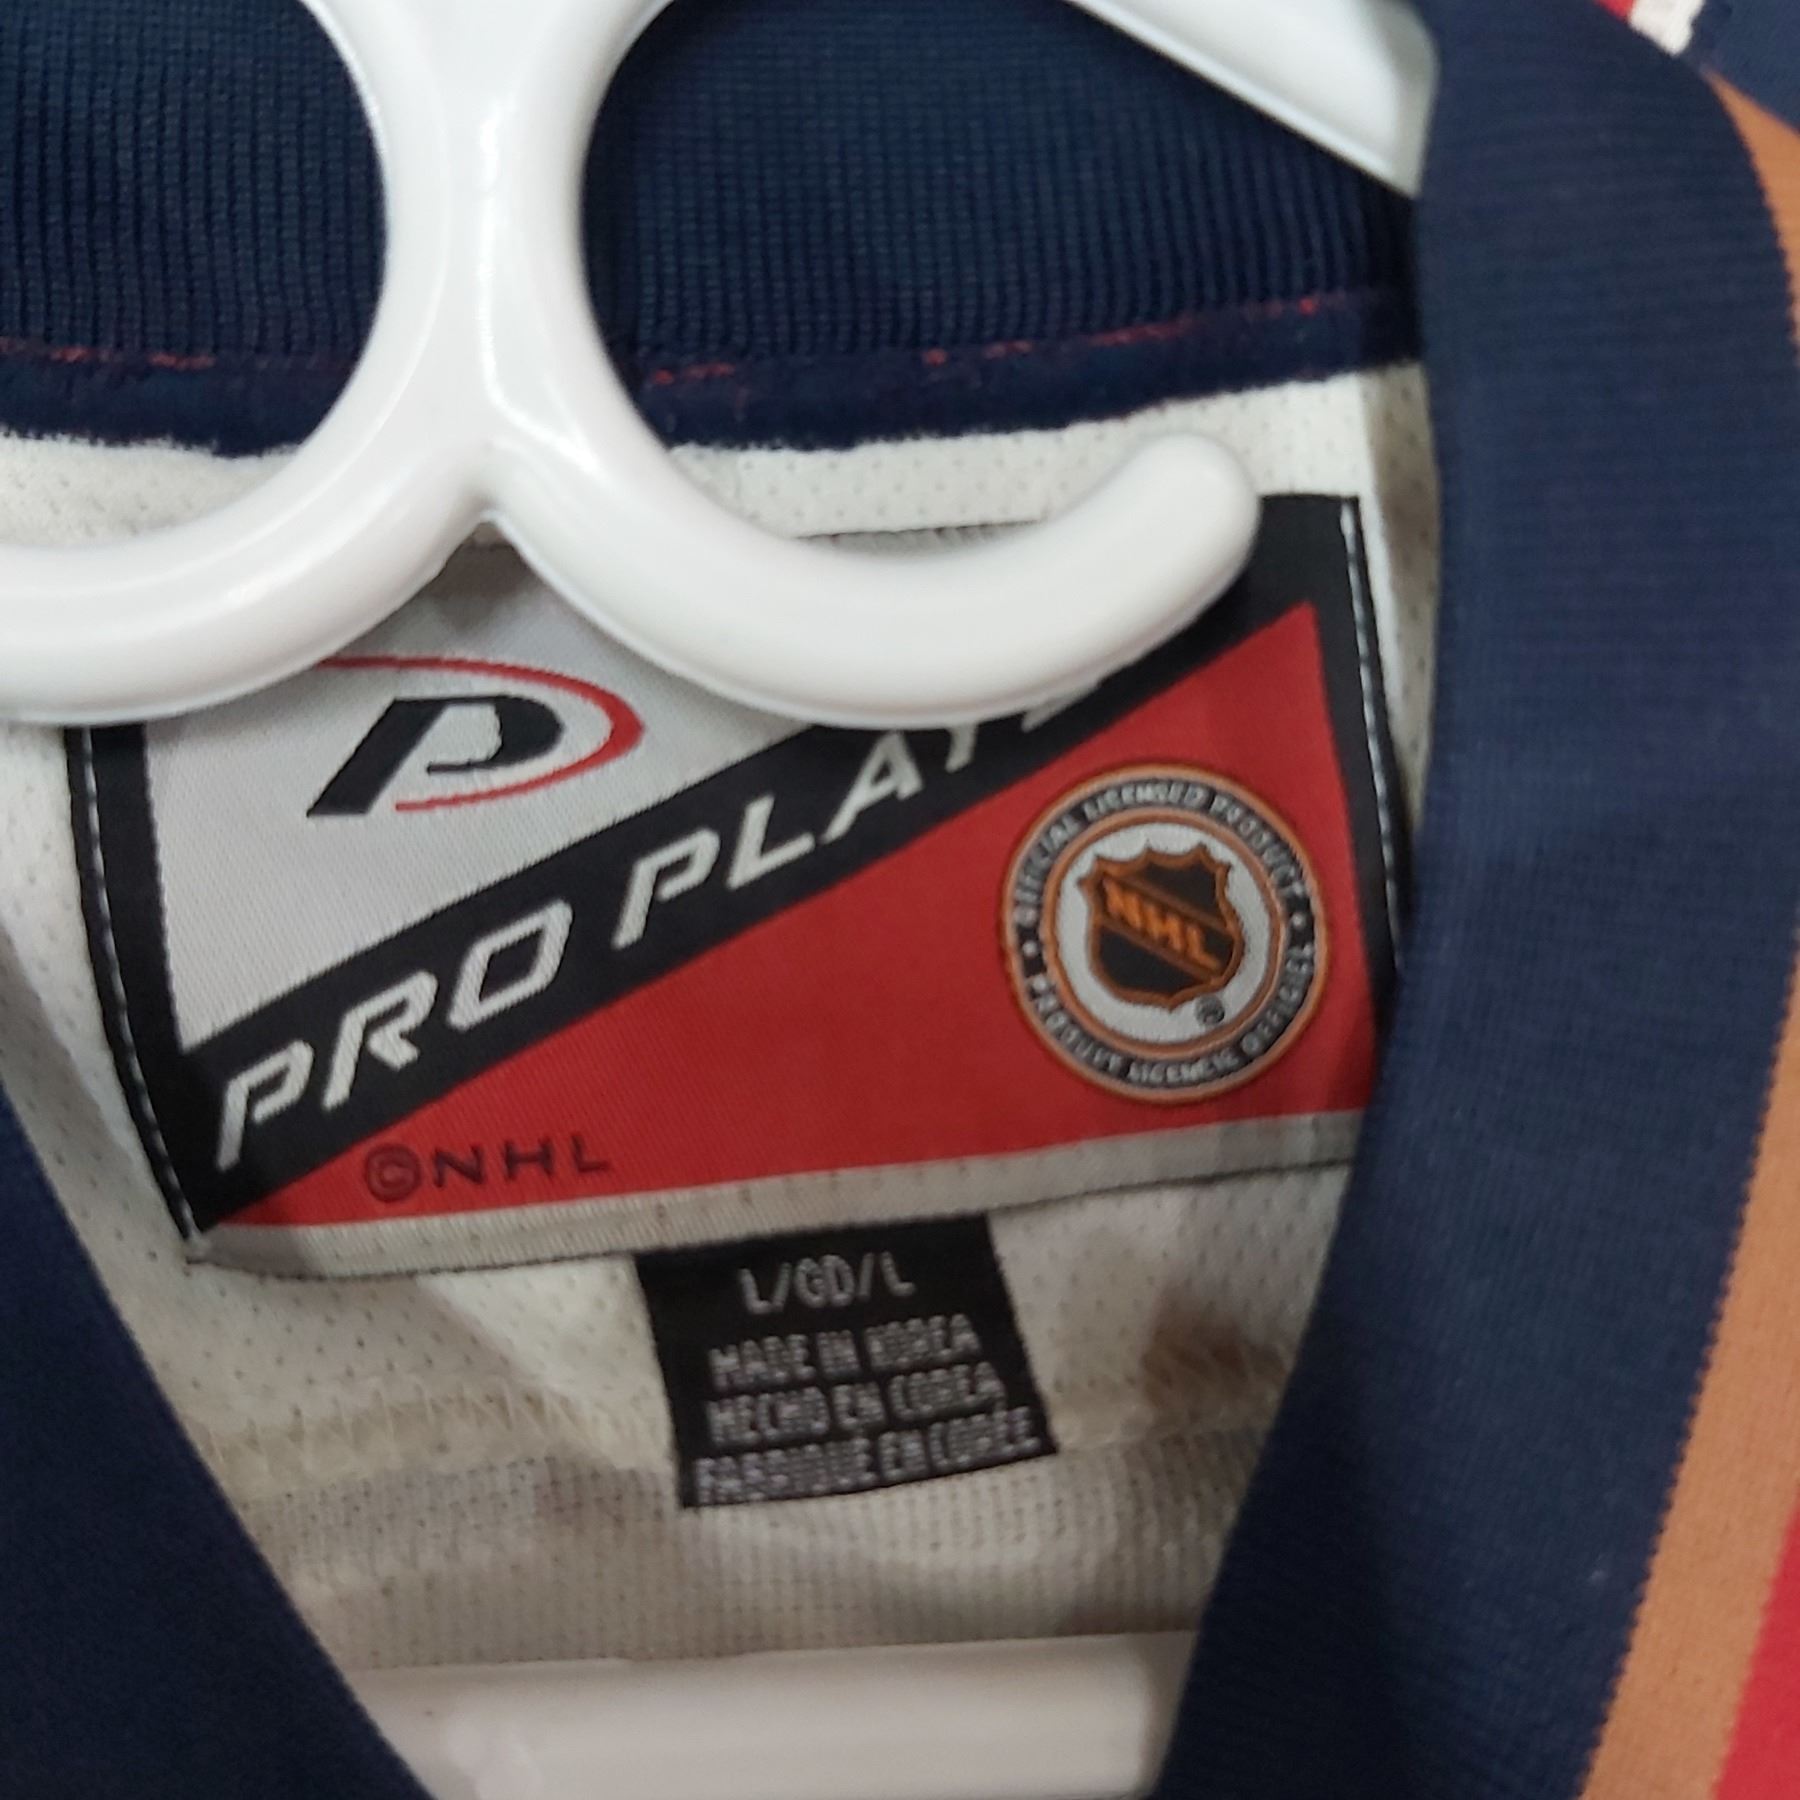 P
PRO PLAY
OFFICIAL LICENSED PRODUCT
NHL
®
PRODUIT LICENCIE OFFICIEL
©NHL
L/GD/L
MADE IN KOREA
HECHO EN COREA
FABRIQUÉ EN CORÉE